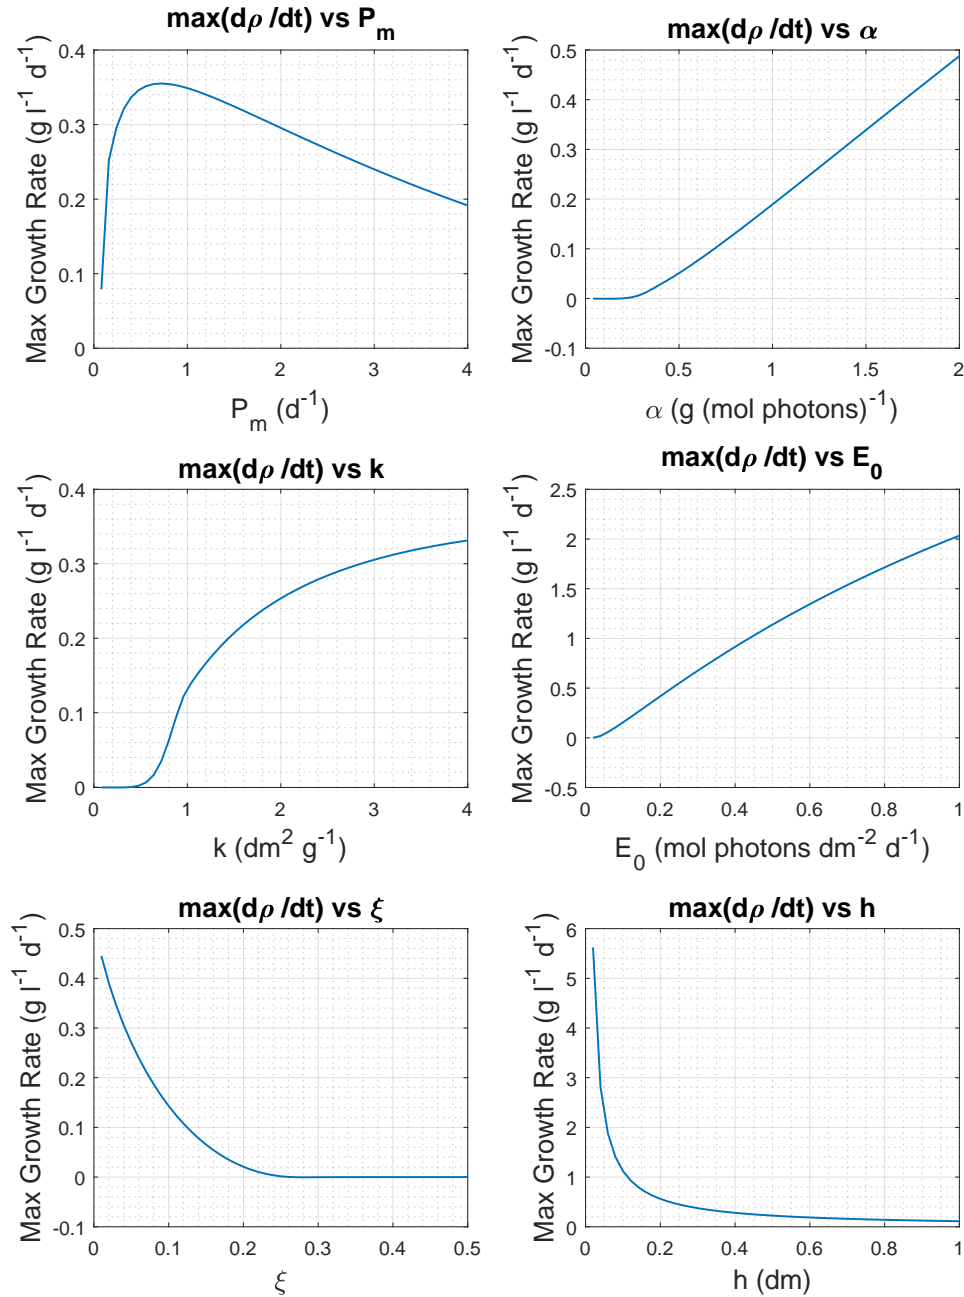 max(dρ/dt) vs P_m
Max Growth Rate (g l^-1 d^-1)
0.4
0.3
0.2
0.1
0
0 1 2 3 4
P_m (d^-1)
max(dρ/dt) vs α
Max Growth Rate (g l^-1 d^-1)
0.5
0.4
0.3
0.2
0.1
0
-0.1
0 0.5 1 1.5 2
α (g (mol photons)^-1
max(dρ/dt) vs k
Max Growth Rate (g l^-1 d^-1)
0.4
0.3
0.2
0.1
0
0 1 2 3 4
k (dm^2 g^-1)
max(dρ/dt) vs E_0
Max Growth Rate (g l^-1 d^-1)
2.5
2
1.5
1
0.5
0
-0.5
0 0.2 0.4 0.6 0.8 1
E_0 (mol photons dm^-2 d^-1)
max(dρ/dt) vs ξ
Max Growth Rate (g l^-1 d^-1)
0.5
0.4
0.3
0.2
0.1
0
-0.1
0 0.1 0.2 0.3 0.4 0.5
ξ
max(dρ/dt) vs h
Max Growth Rate (g l^-1 d^-1)
6
5
4
3
2
1
0
0 0.2 0.4 0.6 0.8 1
h (dm)